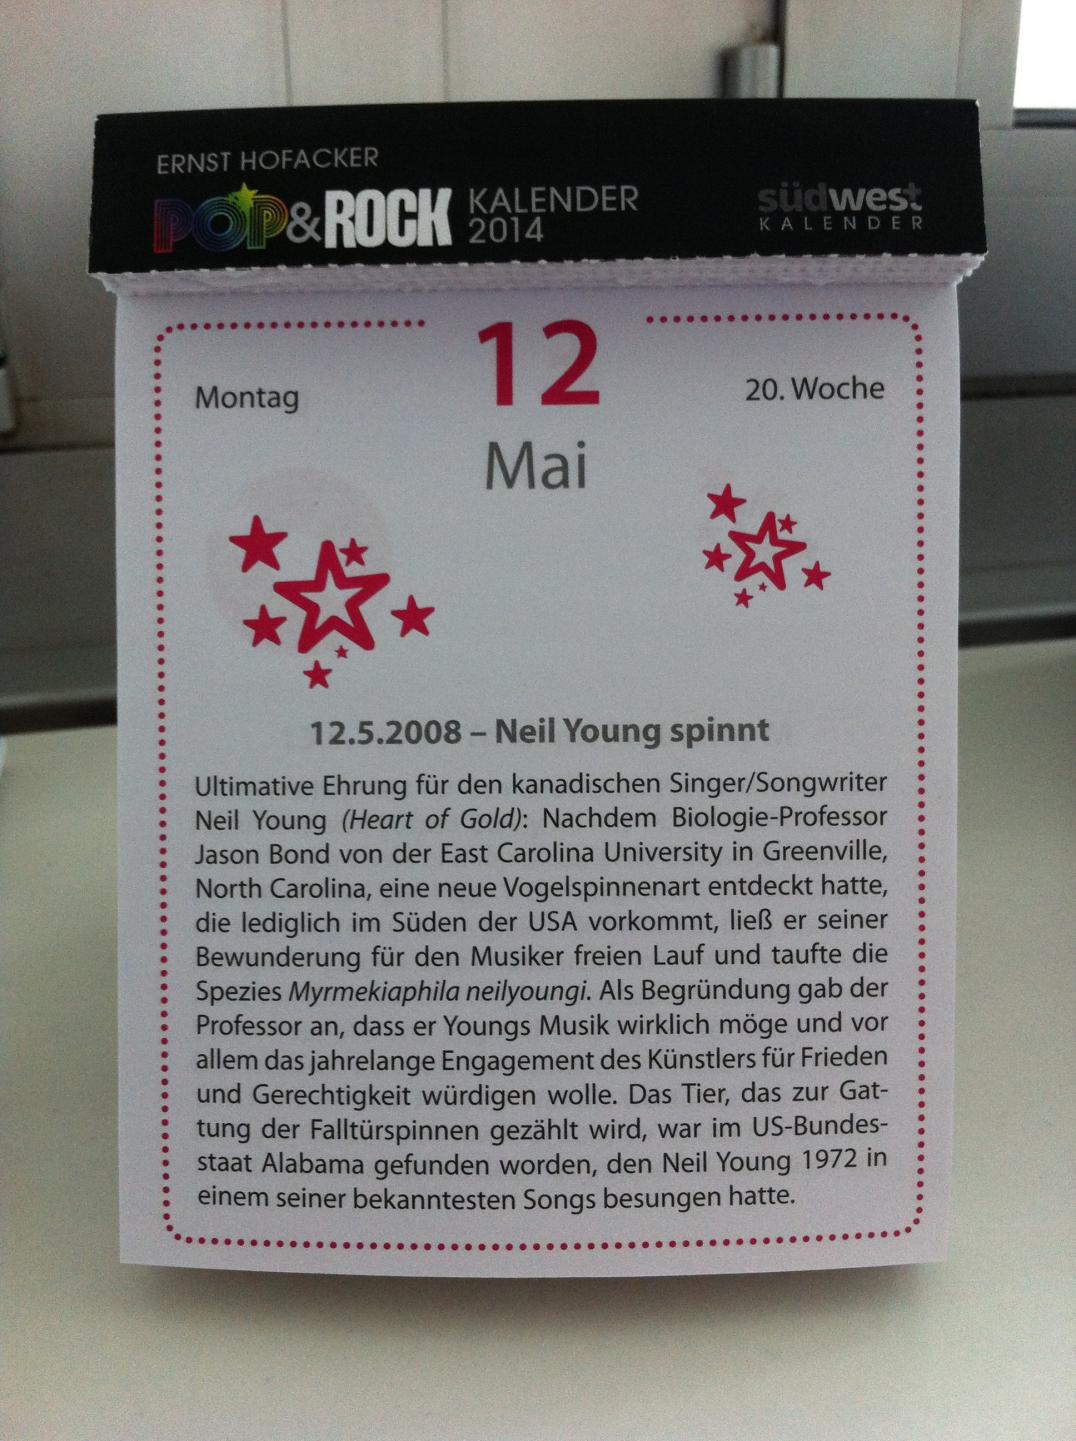 ERNST HOFACKER
POP&ROCK KALENDER 2014
südwest
KALENDER
12
Montag
20. Woche
Mai
12.5.2008 – Neil Young spinnt
Ultimative Ehrung für den kanadischen Singer/Songwriter
Neil Young (Heart of Gold): Nachdem Biologie-Professor
Jason Bond von der East Carolina University in Greenville,
North Carolina, eine neue Vogelspinnenart entdeckt hatte,
die lediglich im Süden der USA vorkommt, ließ er seiner
Bewunderung für den Musiker freien Lauf und taufte die
Spezies Myrmekiaphila neilyoungi. Als Begründung gab der
Professor an, dass er Youngs Musik wirklich möge und vor
allem das jahrelange Engagement des Künstlers für Frieden
und Gerechtigkeit würdigen wolle. Das Tier, das zur Gat-
tung der Falltürspinnen gezählt wird, war im US-Bundes-
staat Alabama gefunden worden, den Neil Young 1972 in
einem seiner bekanntesten Songs besungen hatte.